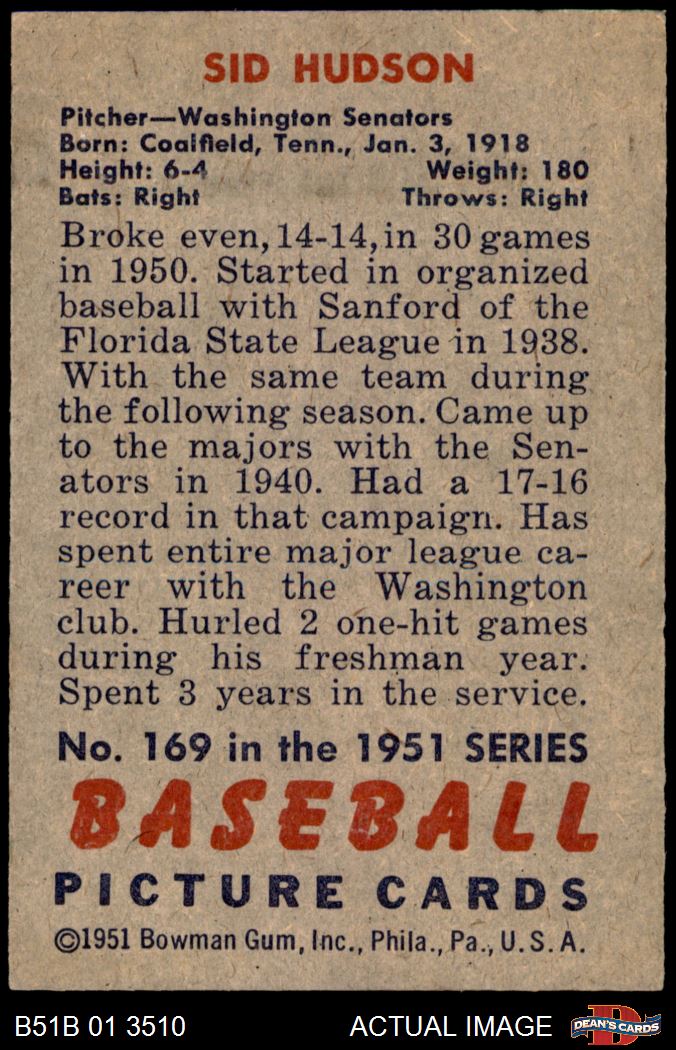 SID HUDSON
Pitcher—Washington Senators
Born: Coalfield, Tenn., Jan. 3, 1918
Height: 6-4 Weight: 180
Bats: Right Throws: Right
Broke even, 14-14, in 30 games
in 1950. Started in organized
baseball with Sanford of the
Florida State League in 1938.
With the same team during
the following season. Came up
to the majors with the Sen-
ators in 1940. Had a 17-16
record in that campaign. Has
spent entire major league ca-
reer with the Washington
club. Hurled 2 one-hit games
during his freshman year.
Spent 3 years in the service.
No. 169 in the 1951 SERIES
BASEBALL
PICTURE CARDS
©1951 Bowman Gum, Inc., Phila., Pa., U.S.A.
B51B 01 3510 ACTUAL IMAGE D DEAN'S CARDS